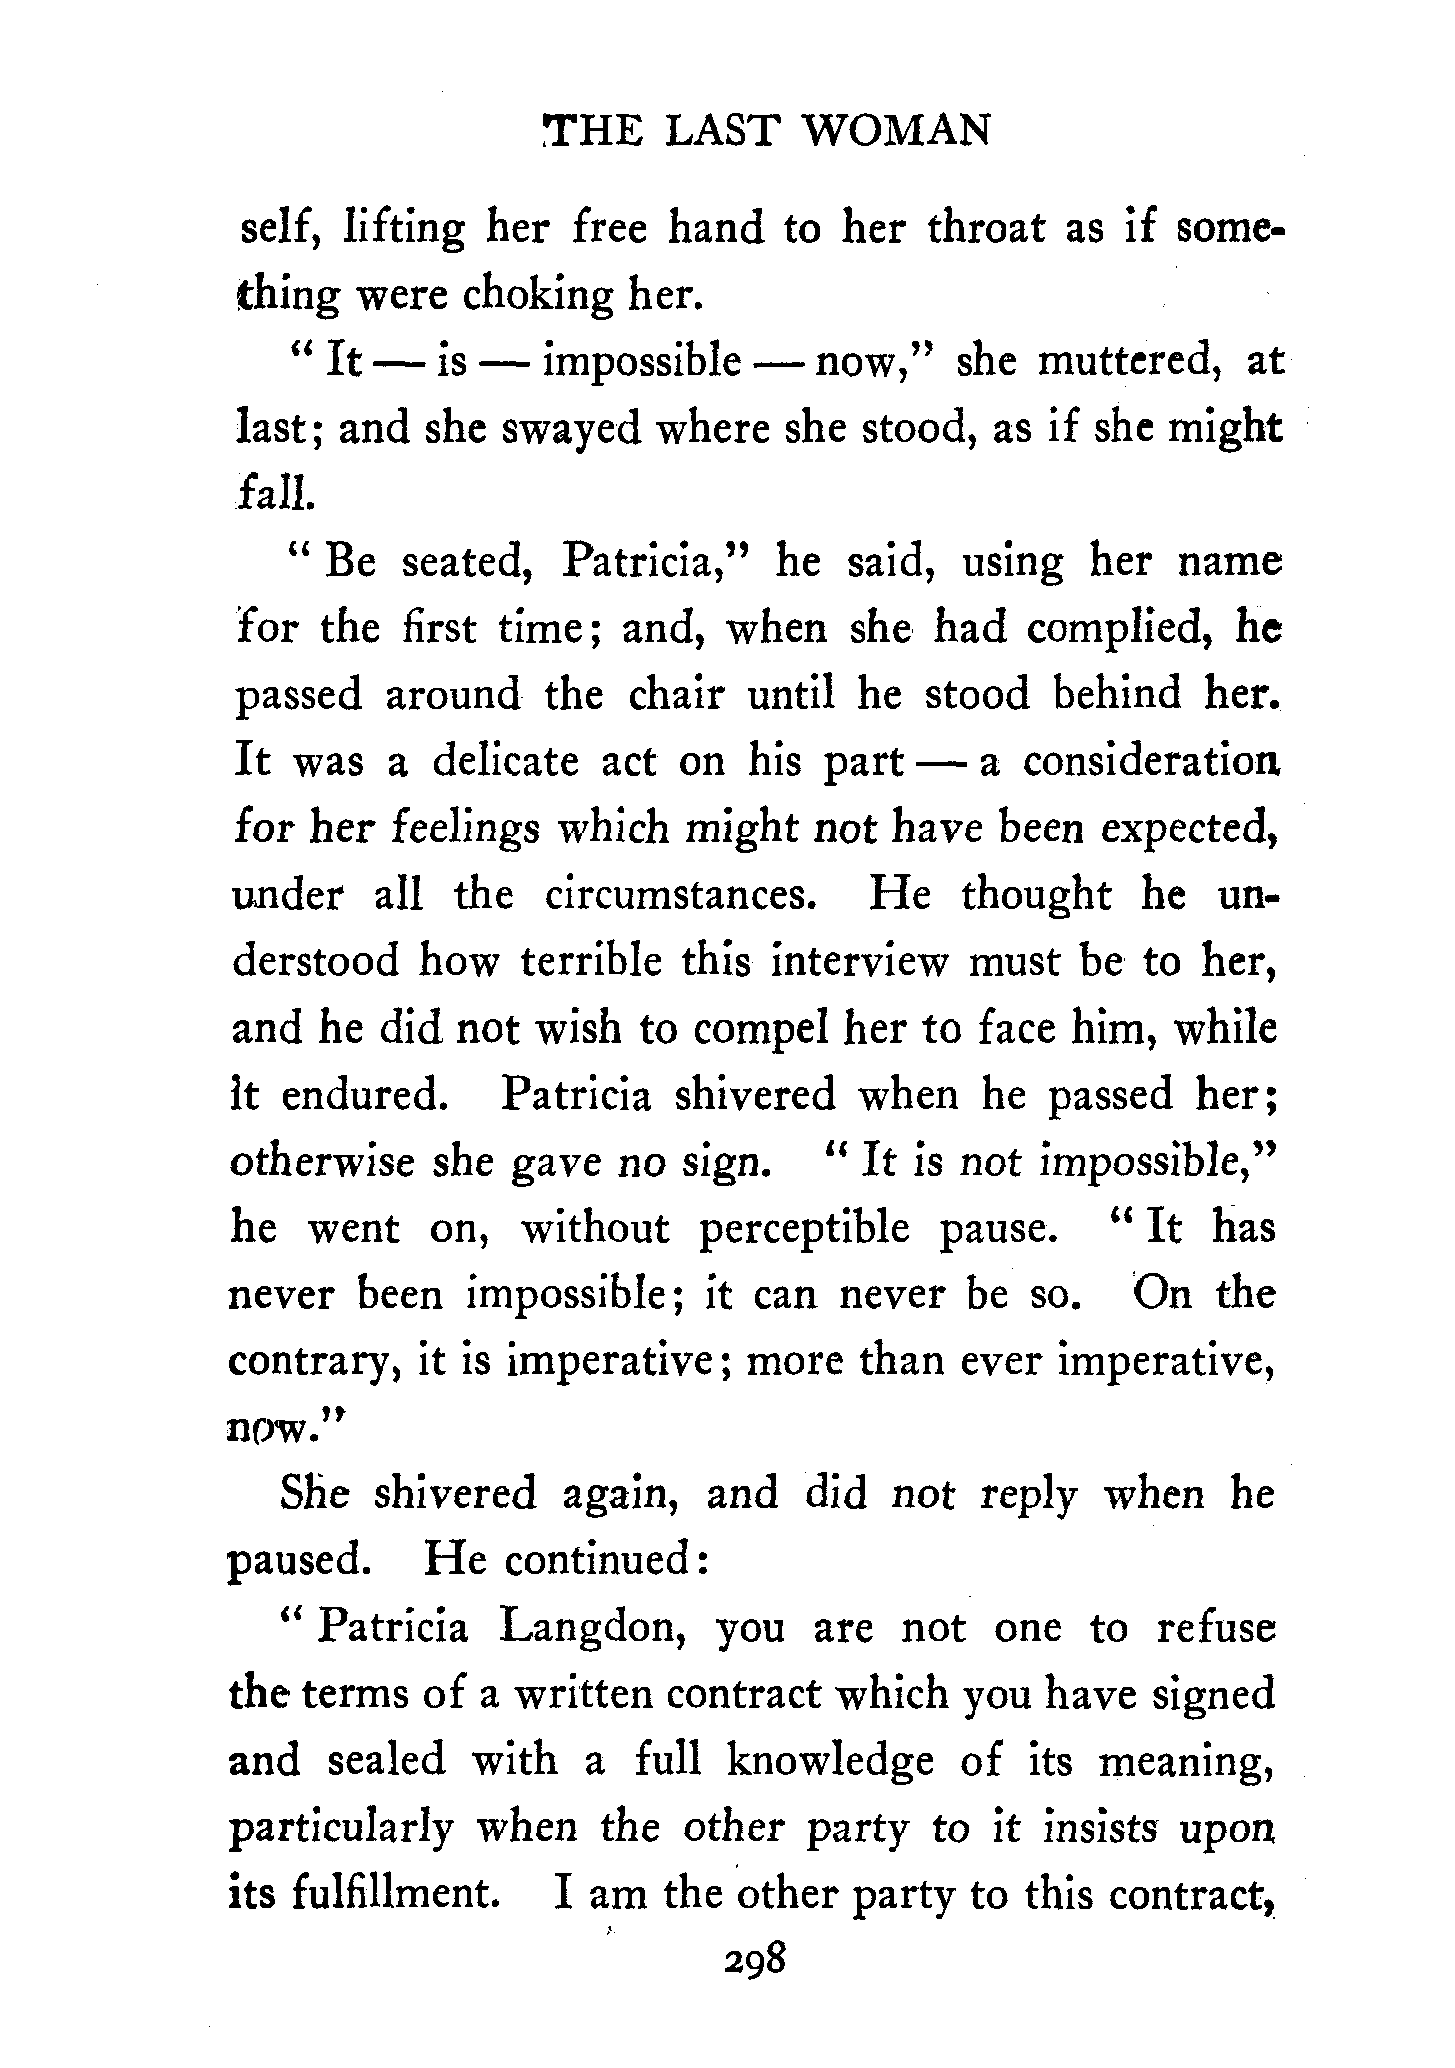 THE LAST WOMAN
self, lifting her free hand to her throat as if some-
thing were choking her.
" It — is — impossible — now," she muttered, at
last; and she swayed where she stood, as if she might
fall.
" Be seated, Patricia," he said, using her name
for the first time; and, when she had complied, he
passed around the chair until he stood behind her.
It was a delicate act on his part — a consideration
for her feelings which might not have been expected,
under all the circumstances. He thought he un-
derstood how terrible this interview must be to her,
and he did not wish to compel her to face him, while
it endured. Patricia shivered when he passed her;
otherwise she gave no sign. " It is not impossible,"
he went on, without perceptible pause. " It has
never been impossible; it can never be so. On the
contrary, it is imperative; more than ever imperative,
now."
She shivered again, and did not reply when he
paused. He continued:
" Patricia Langdon, you are not one to refuse
the terms of a written contract which you have signed
and sealed with a full knowledge of its meaning,
particularly when the other party to it insists upon
its fulfillment. I am the other party to this contract,
298